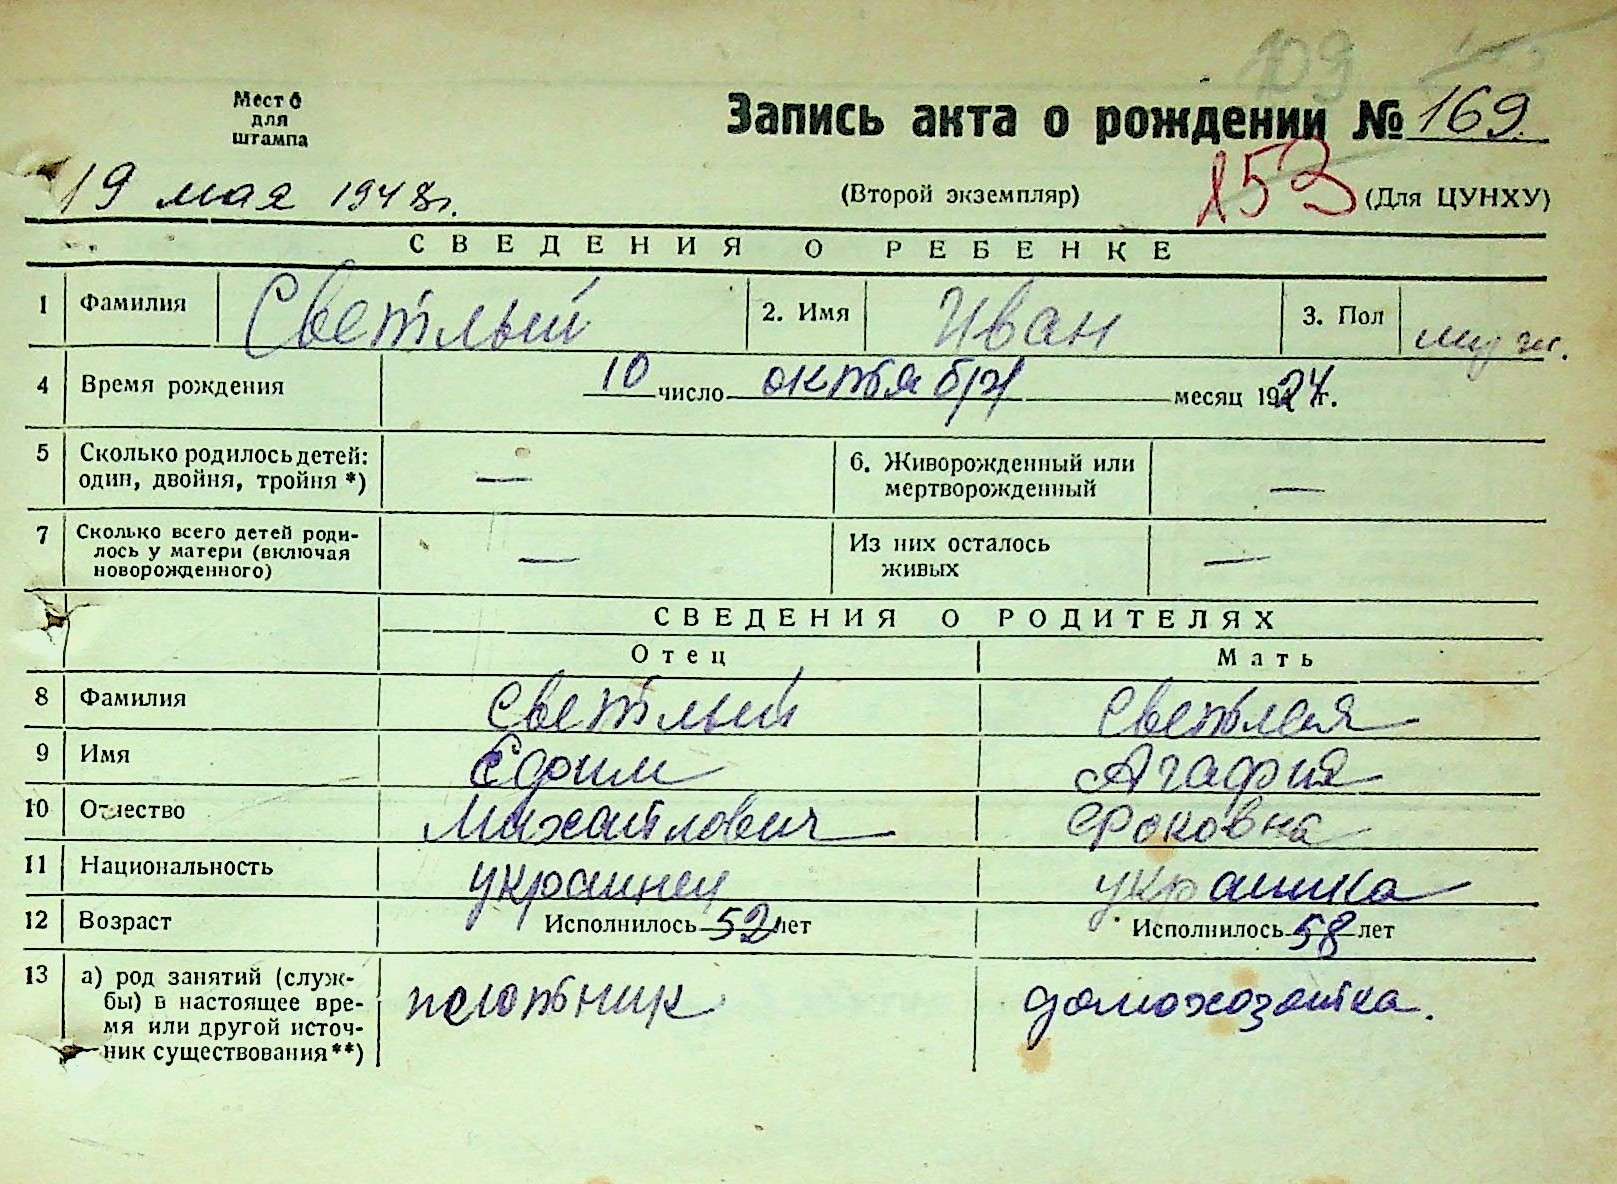 109
Место
для
штампа
Запись акта о рождении № 169.
19 мая 1948 г.
(Второй экземпляр) 153 (Для ЦУНХУ)
СВЕДЕНИЯ О РЕБЕНКЕ
1 Фамилия Светлый 2. Имя Иван 3. Пол муж.
4 Время рождения 10 число октября месяц 1924 г.
5 Сколько родилось детей: один, двойня, тройня *) — 6. Живорожденный или мертворожденный —
7 Сколько всего детей родилось у матери (включая новорожденного) — Из них осталось живых —
СВЕДЕНИЯ О РОДИТЕЛЯХ
Отец Мать
8 Фамилия Светлый Светлая
9 Имя Ефим Агафия
10 Отчество Михайлович Фоковна
11 Национальность украинец украинка
12 Возраст Исполнилось 52 лет Исполнилось 58 лет
13 а) род занятий (службы) в настоящее время или другой источник существования **) плотник домохозяйка.